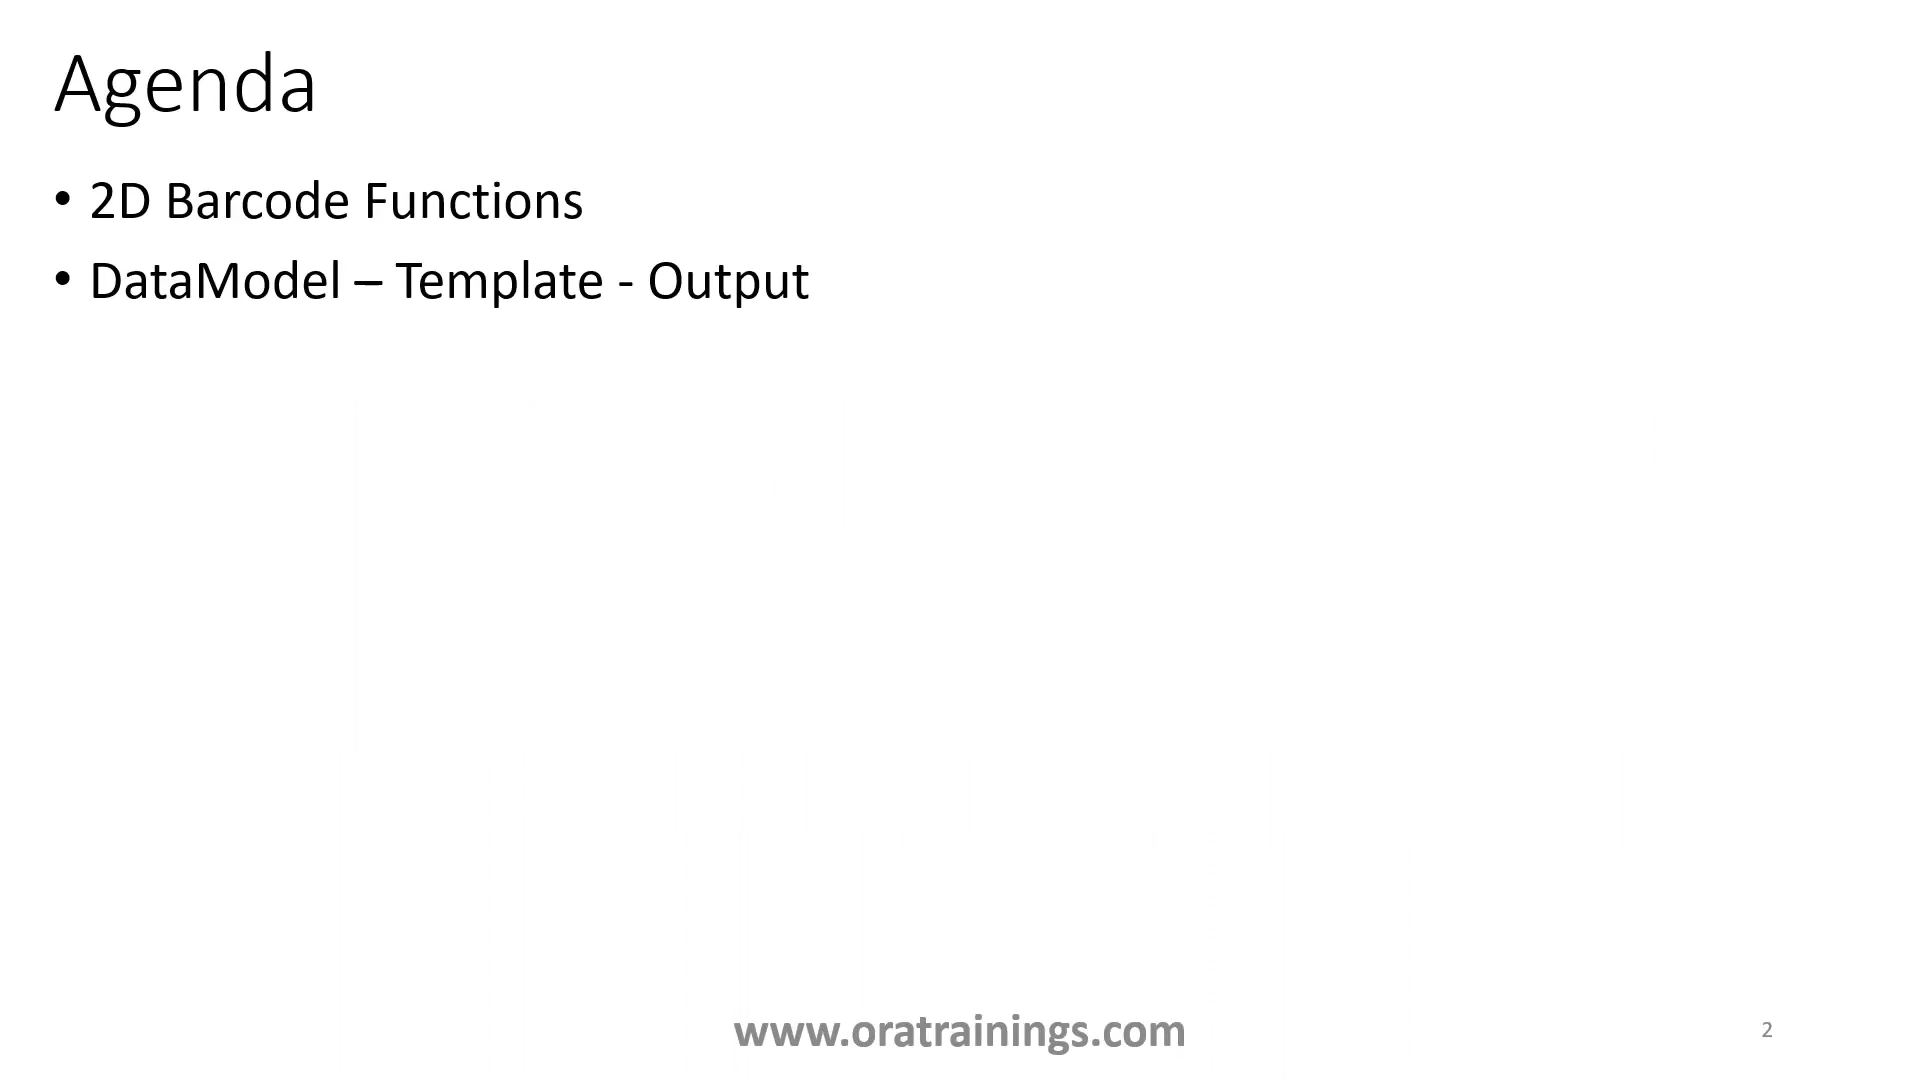 Agenda
• 2D Barcode Functions
• DataModel – Template - Output
www.oratrainings.com
2